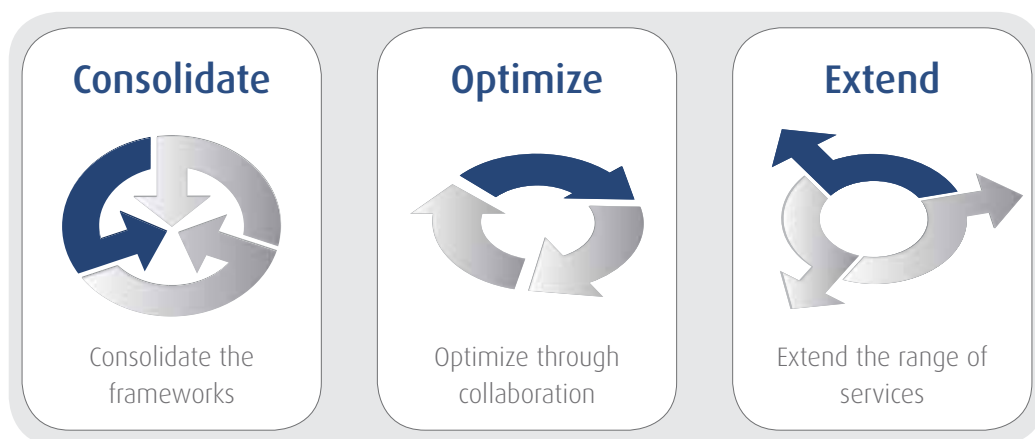 Consolidate
Consolidate the
frameworks
Optimize
Optimize through
collaboration
Extend
Extend the range of
services